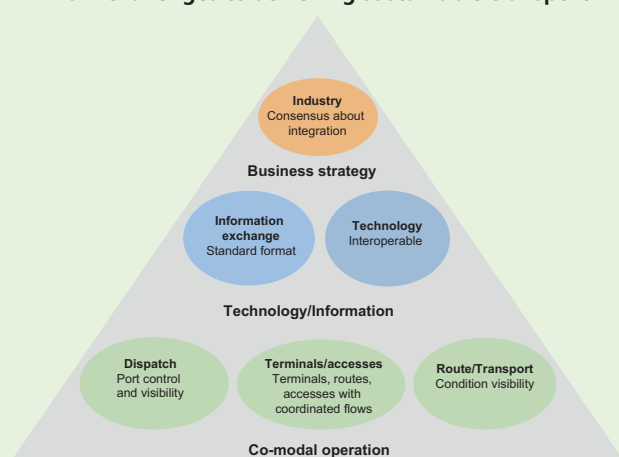 Industry
Consensus about
integration
Business strategy
Information
exchange
Standard format
Technology
Interoperable
Technology/Information
Dispatch
Port control
and visibility
Terminals/accesses
Terminals, routes,
accesses with
coordinated flows
Route/Transport
Condition visibility
Co-modal operation